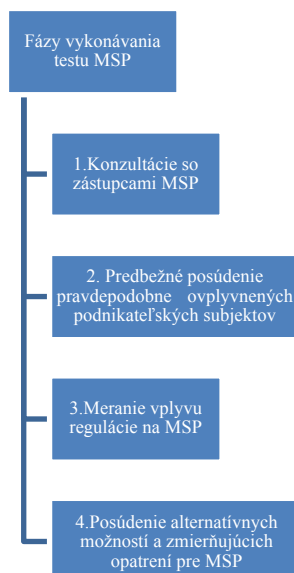 Fázy vykonávania
testu MSP
1.Konzultácie so
zástupcami MSP
2. Predbežné posúdenie
pravdepodobne ovplyvnených
podnikateľských subjektov
3.Meranie vplyvu
regulácie na MSP
4.Posúdenie alternatívnych
možností a zmierňujúcich
opatrení pre MSP